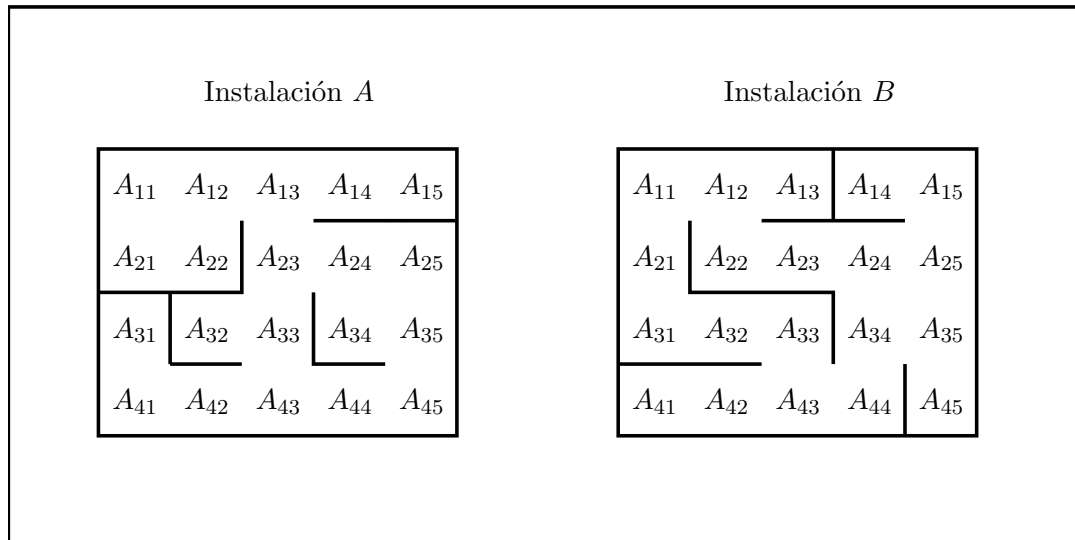 Instalación A
Instalación B
A₁₁ A₁₂ A₁₃ A₁₄ A₁₅
A₂₁ A₂₂ A₂₃ A₂₄ A₂₅
A₃₁ A₃₂ A₃₃ A₃₄ A₃₅
A₄₁ A₄₂ A₄₃ A₄₄ A₄₅
A₁₁ A₁₂ A₁₃ A₁₄ A₁₅
A₂₁ A₂₂ A₂₃ A₂₄ A₂₅
A₃₁ A₃₂ A₃₃ A₃₄ A₃₅
A₄₁ A₄₂ A₄₃ A₄₄ A₄₅